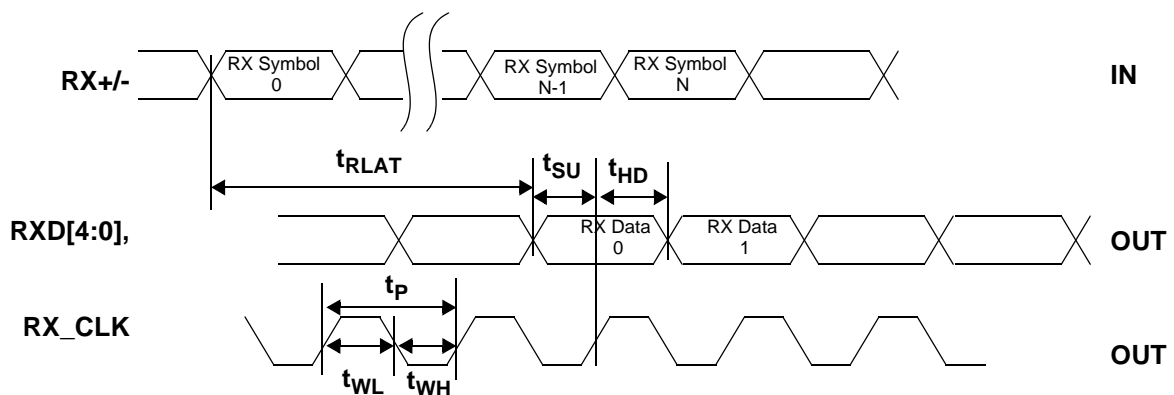 RX+/-
RX Symbol
0
RX Symbol
N-1
RX Symbol
N
IN
tRLAT
tSU
tHD
RXD[4:0],
RX Data
0
RX Data
1
OUT
tP
RX_CLK
OUT
tWL
tWH